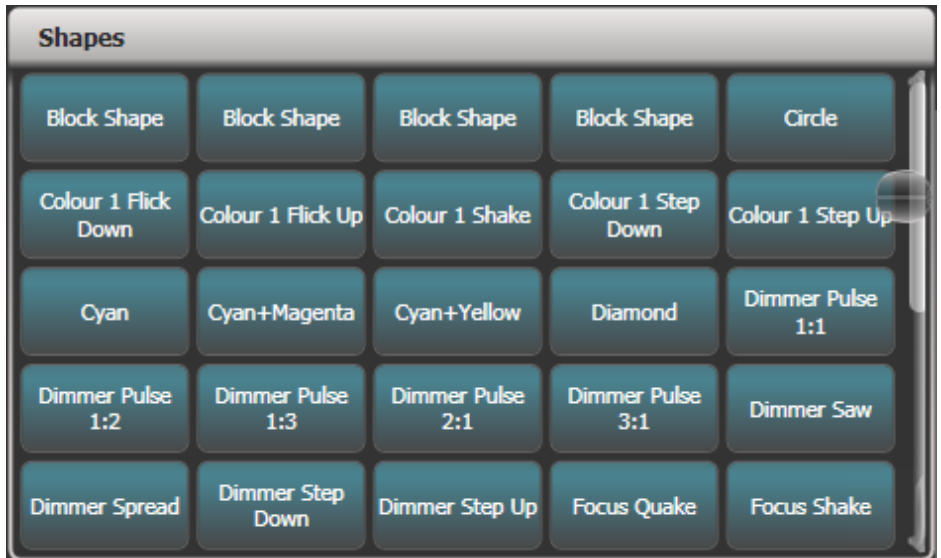 Shapes
Block Shape
Block Shape
Block Shape
Block Shape
Circle
Colour 1 Flick
Down
Colour 1 Flick Up
Colour 1 Shake
Colour 1 Step
Down
Colour 1 Step Up
Cyan
Cyan+Magenta
Cyan+Yellow
Diamond
Dimmer Pulse
1:1
Dimmer Pulse
1:2
Dimmer Pulse
1:3
Dimmer Pulse
2:1
Dimmer Pulse
3:1
Dimmer Saw
Dimmer Spread
Dimmer Step
Down
Dimmer Step Up
Focus Quake
Focus Shake